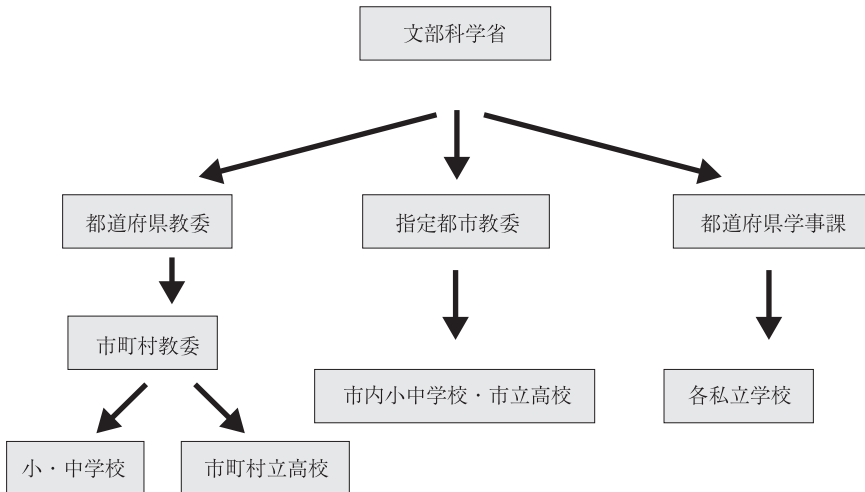 文部科学省
都道府県教委
指定都市教委
都道府県学事課
市町村教委
市内小中学校・市立高校
各私立学校
小・中学校
市町村立高校